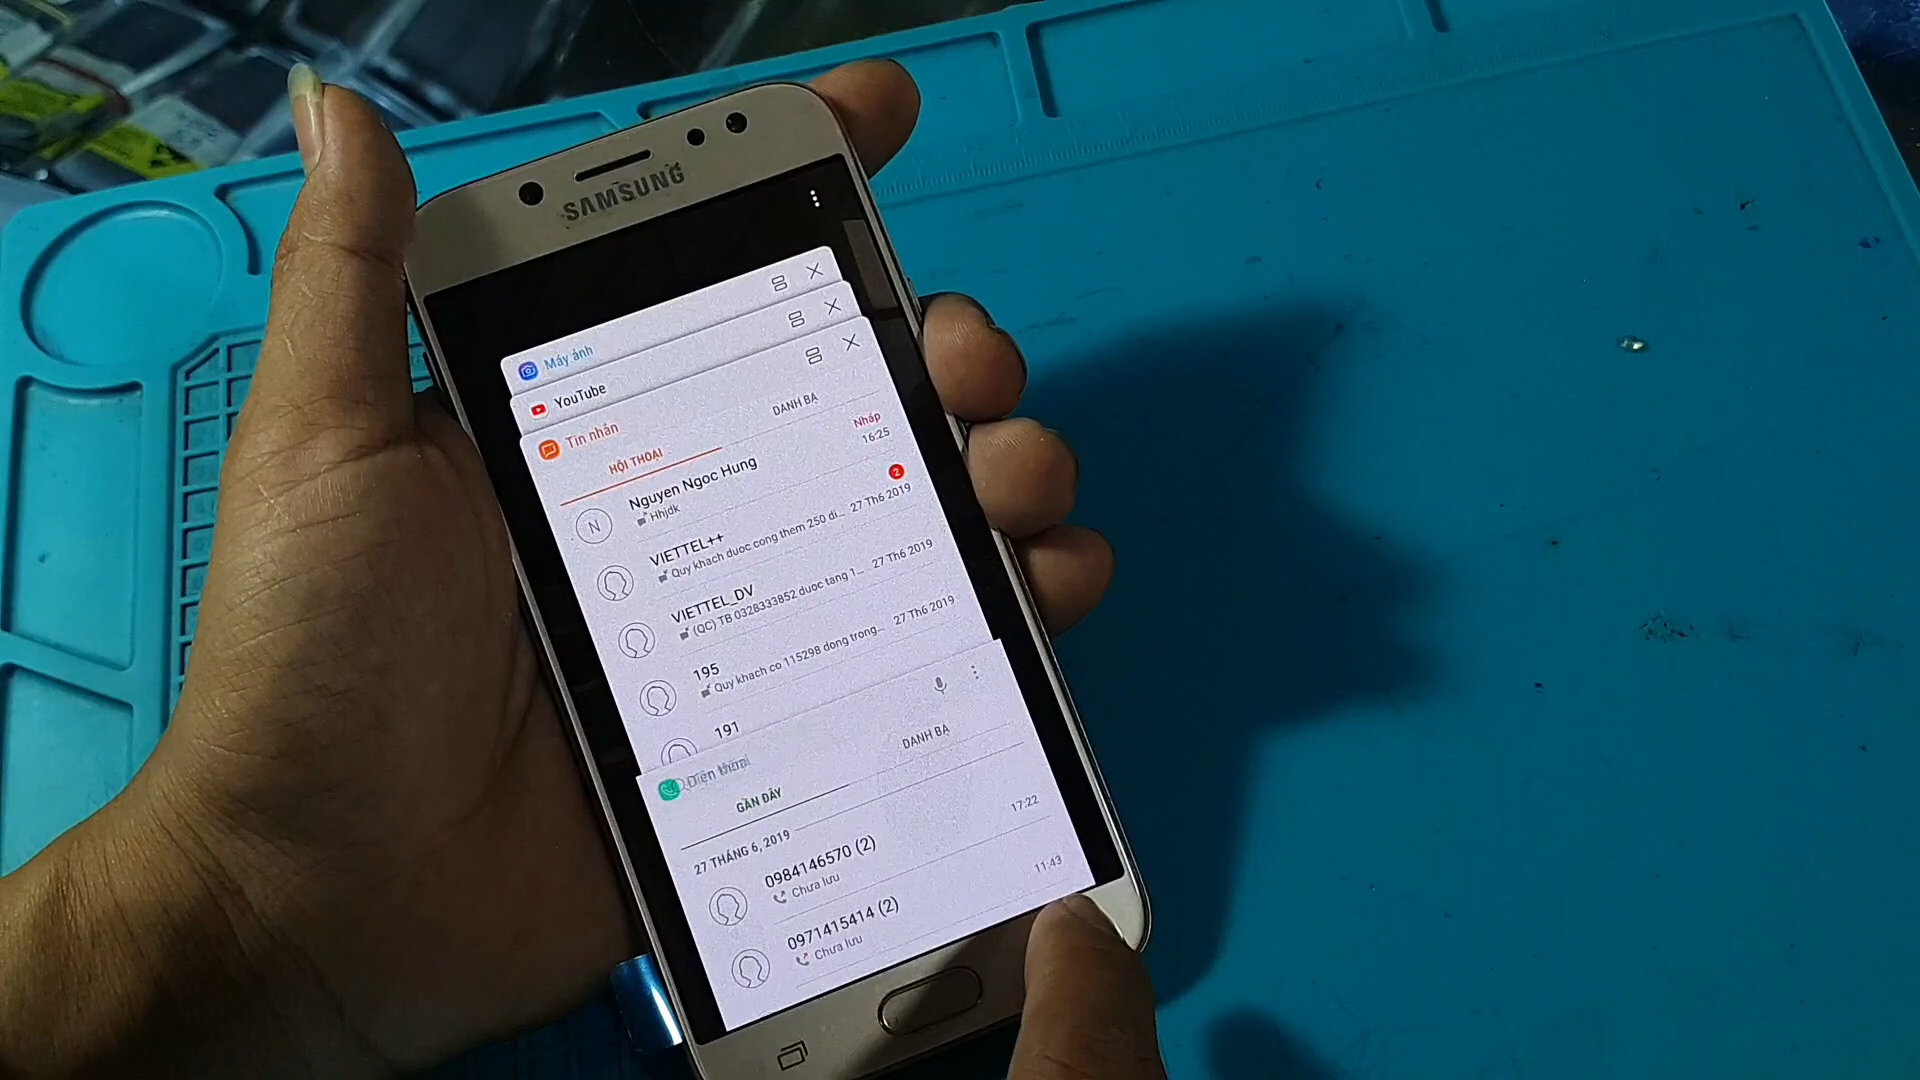 SAMSUNG
Máy ảnh
YouTube
Tin nhắn
HỘI THOẠI
DANH BẠ
Nguyen Ngoc Hung
Nháp
Hhjdk
16:25
VIETTEL++
2
Quy khach duoc cong them 250 di...
27 Th6 2019
VIETTEL_DV
(QC) TB 0328333852 duoc tang 1...
27 Th6 2019
195
Quy khach co 115298 dong trong...
27 Th6 2019
191
Điện thoại
GẦN ĐÂY
DANH BẠ
27 THÁNG 6, 2019
0984146570 (2)
17:22
Chưa lưu
0971415414 (2)
11:43
Chưa lưu
N